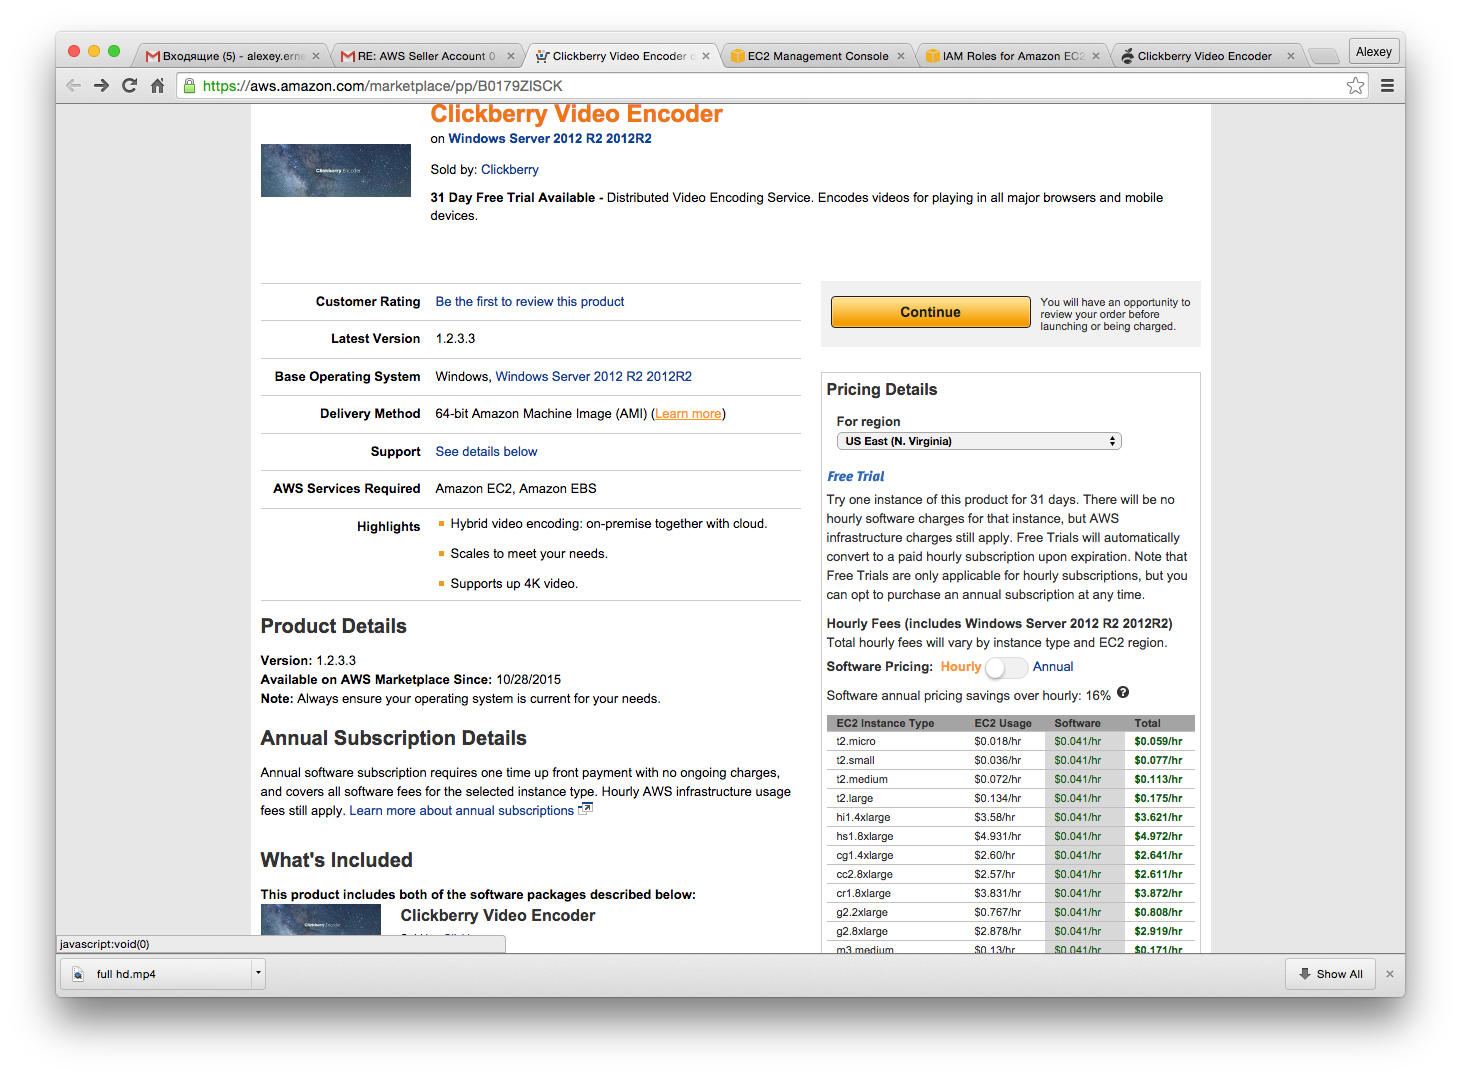 Входящие (5) - alexey.erne
RE: AWS Seller Account 0
Clickberry Video Encoder
EC2 Management Console
IAM Roles for Amazon EC2
Clickberry Video Encoder
Alexey
https://aws.amazon.com/marketplace/pp/B0179ZISCK
Clickberry Video Encoder
on Windows Server 2012 R2 2012R2
Clickberry Encoder
Sold by: Clickberry
31 Day Free Trial Available - Distributed Video Encoding Service. Encodes videos for playing in all major browsers and mobile
devices.
Customer Rating Be the first to review this product
Latest Version 1.2.3.3
Base Operating System Windows, Windows Server 2012 R2 2012R2
Delivery Method 64-bit Amazon Machine Image (AMI) (Learn more)
Support See details below
AWS Services Required Amazon EC2, Amazon EBS
Highlights Hybrid video encoding: on-premise together with cloud.
Scales to meet your needs.
Supports up 4K video.
Product Details
Version: 1.2.3.3
Available on AWS Marketplace Since: 10/28/2015
Note: Always ensure your operating system is current for your needs.
Annual Subscription Details
Annual software subscription requires one time up front payment with no ongoing charges,
and covers all software fees for the selected instance type. Hourly AWS infrastructure usage
fees still apply. Learn more about annual subscriptions
What's Included
This product includes both of the software packages described below:
Clickberry Encoder
Clickberry Video Encoder
Continue
You will have an opportunity to
review your order before
launching or being charged.
Pricing Details
For region
US East (N. Virginia)
Free Trial
Try one instance of this product for 31 days. There will be no
hourly software charges for that instance, but AWS
infrastructure charges still apply. Free Trials will automatically
convert to a paid hourly subscription upon expiration. Note that
Free Trials are only applicable for hourly subscriptions, but you
can opt to purchase an annual subscription at any time.
Hourly Fees (includes Windows Server 2012 R2 2012R2)
Total hourly fees will vary by instance type and EC2 region.
Software Pricing: Hourly Annual
Software annual pricing savings over hourly: 16% ?
EC2 Instance Type EC2 Usage Software Total
t2.micro $0.018/hr $0.041/hr $0.059/hr
t2.small $0.036/hr $0.041/hr $0.077/hr
t2.medium $0.072/hr $0.041/hr $0.113/hr
t2.large $0.134/hr $0.041/hr $0.175/hr
hi1.4xlarge $3.58/hr $0.041/hr $3.621/hr
hs1.8xlarge $4.931/hr $0.041/hr $4.972/hr
cg1.4xlarge $2.60/hr $0.041/hr $2.641/hr
cc2.8xlarge $2.57/hr $0.041/hr $2.611/hr
cr1.8xlarge $3.831/hr $0.041/hr $3.872/hr
g2.2xlarge $0.767/hr $0.041/hr $0.808/hr
g2.8xlarge $2.878/hr $0.041/hr $2.919/hr
m3.medium $0.13/hr $0.041/hr $0.171/hr
javascript:void(0)
full hd.mp4
Show All